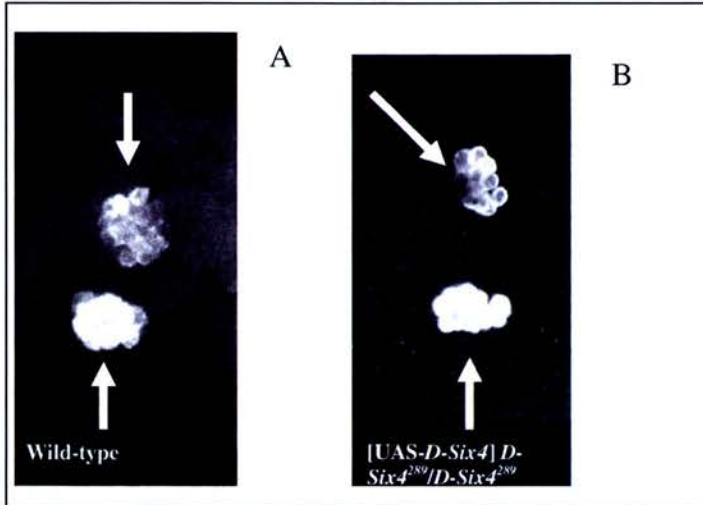 A
B
Wild-type
[UAS-D-Six4] D-
Six4²⁸⁹/D-Six4²⁸⁹